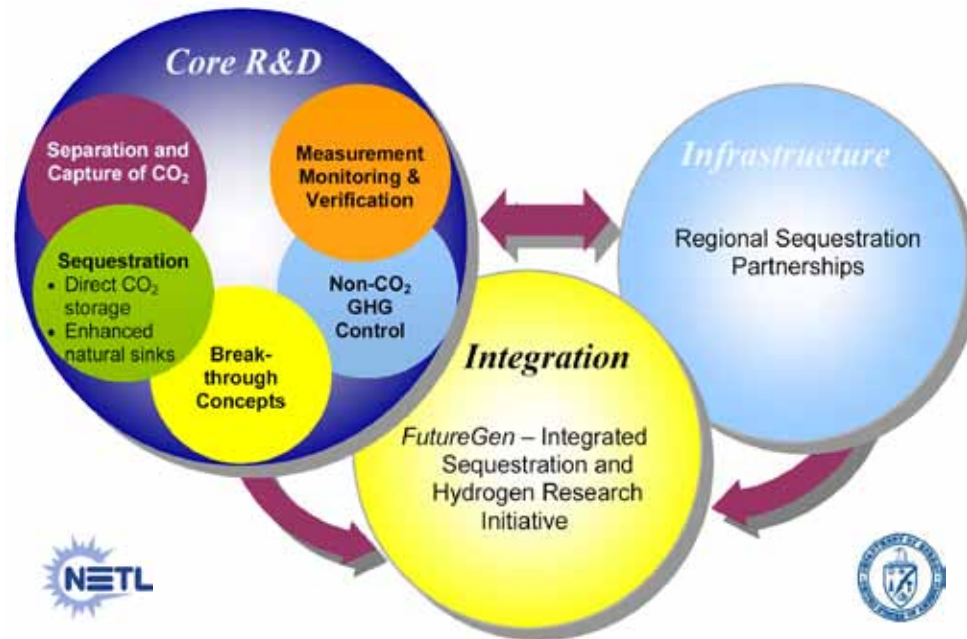 Core R&D
Separation and
Capture of CO₂
Measurement
Monitoring &
Verification
Sequestration
• Direct CO₂
storage
• Enhanced
natural sinks
Non-CO₂
GHG
Control
Break-
through
Concepts
Infrastructure
Regional Sequestration
Partnerships
Integration
FutureGen – Integrated
Sequestration and
Hydrogen Research
Initiative
NETL